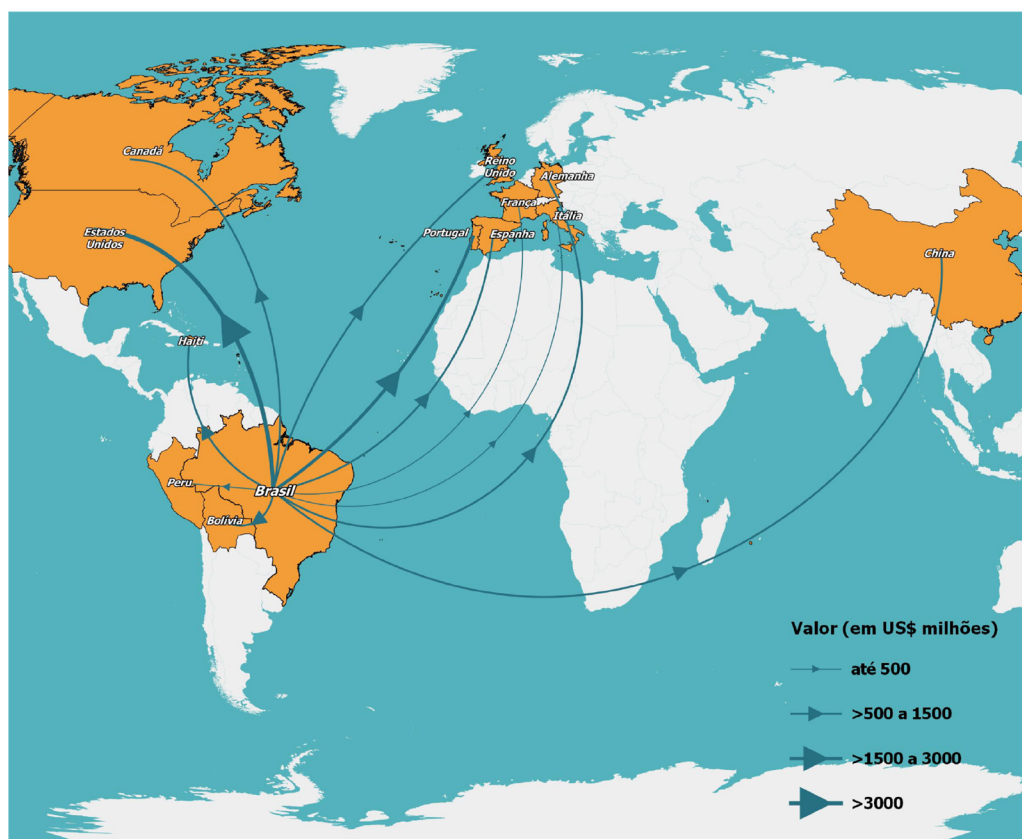 Canadá
Estados
Unidos
Haiti
Reino
Unido
Alemanha
França
Itália
Portugal
Espanha
China
Peru
Brasil
Bolívia
Valor (em US$ milhões)
até 500
>500 a 1500
>1500 a 3000
>3000